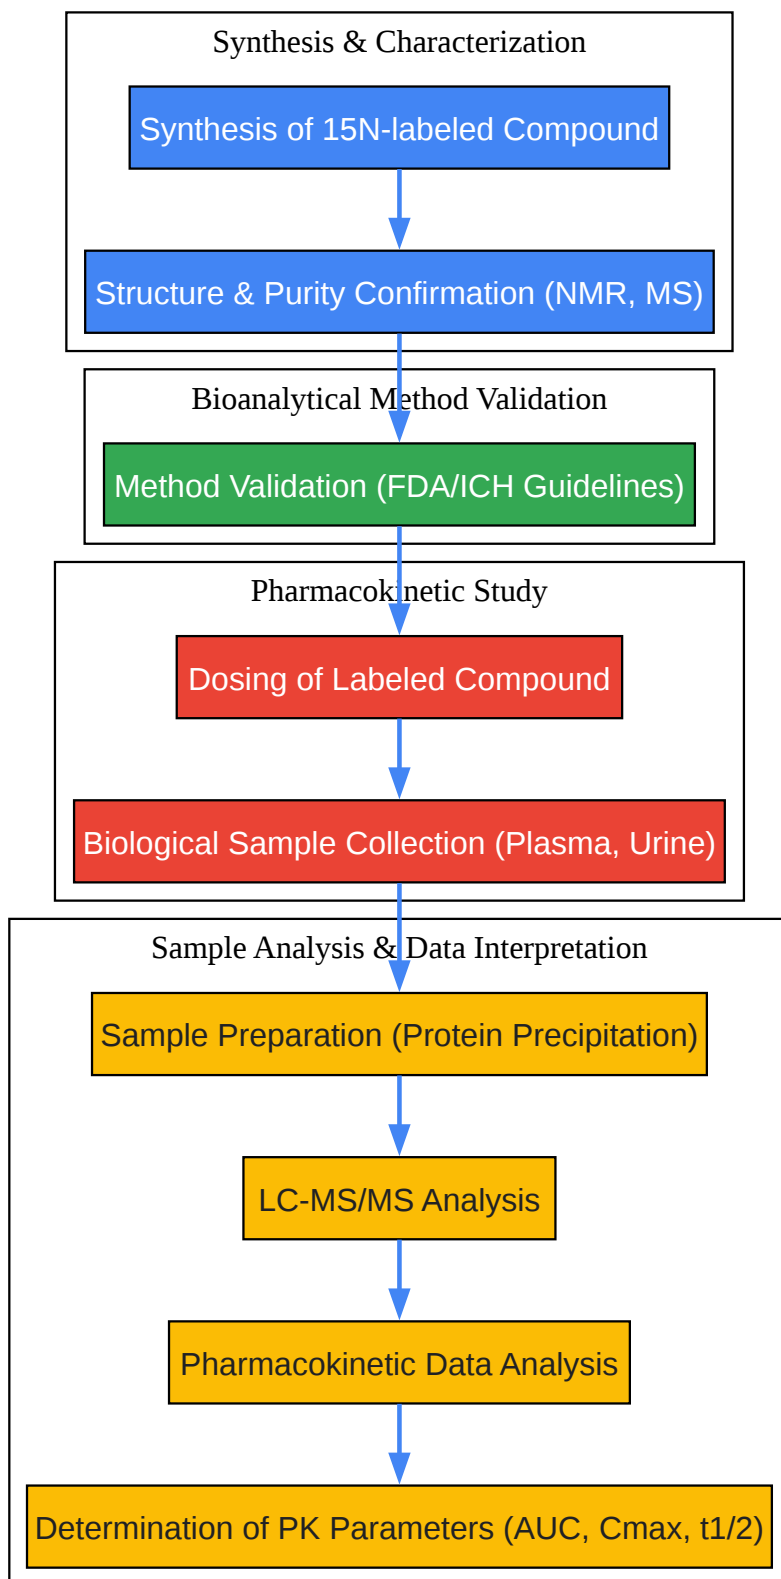 Synthesis & Characterization
Synthesis of 15N-labeled Compound
Structure & Purity Confirmation (NMR, MS)
Bioanalytical Method Validation
Method Validation (FDA/ICH Guidelines)
Pharmacokinetic Study
Dosing of Labeled Compound
Biological Sample Collection (Plasma, Urine)
Sample Analysis & Data Interpretation
Sample Preparation (Protein Precipitation)
LC-MS/MS Analysis
Pharmacokinetic Data Analysis
Determination of PK Parameters (AUC, Cmax, t1/2)